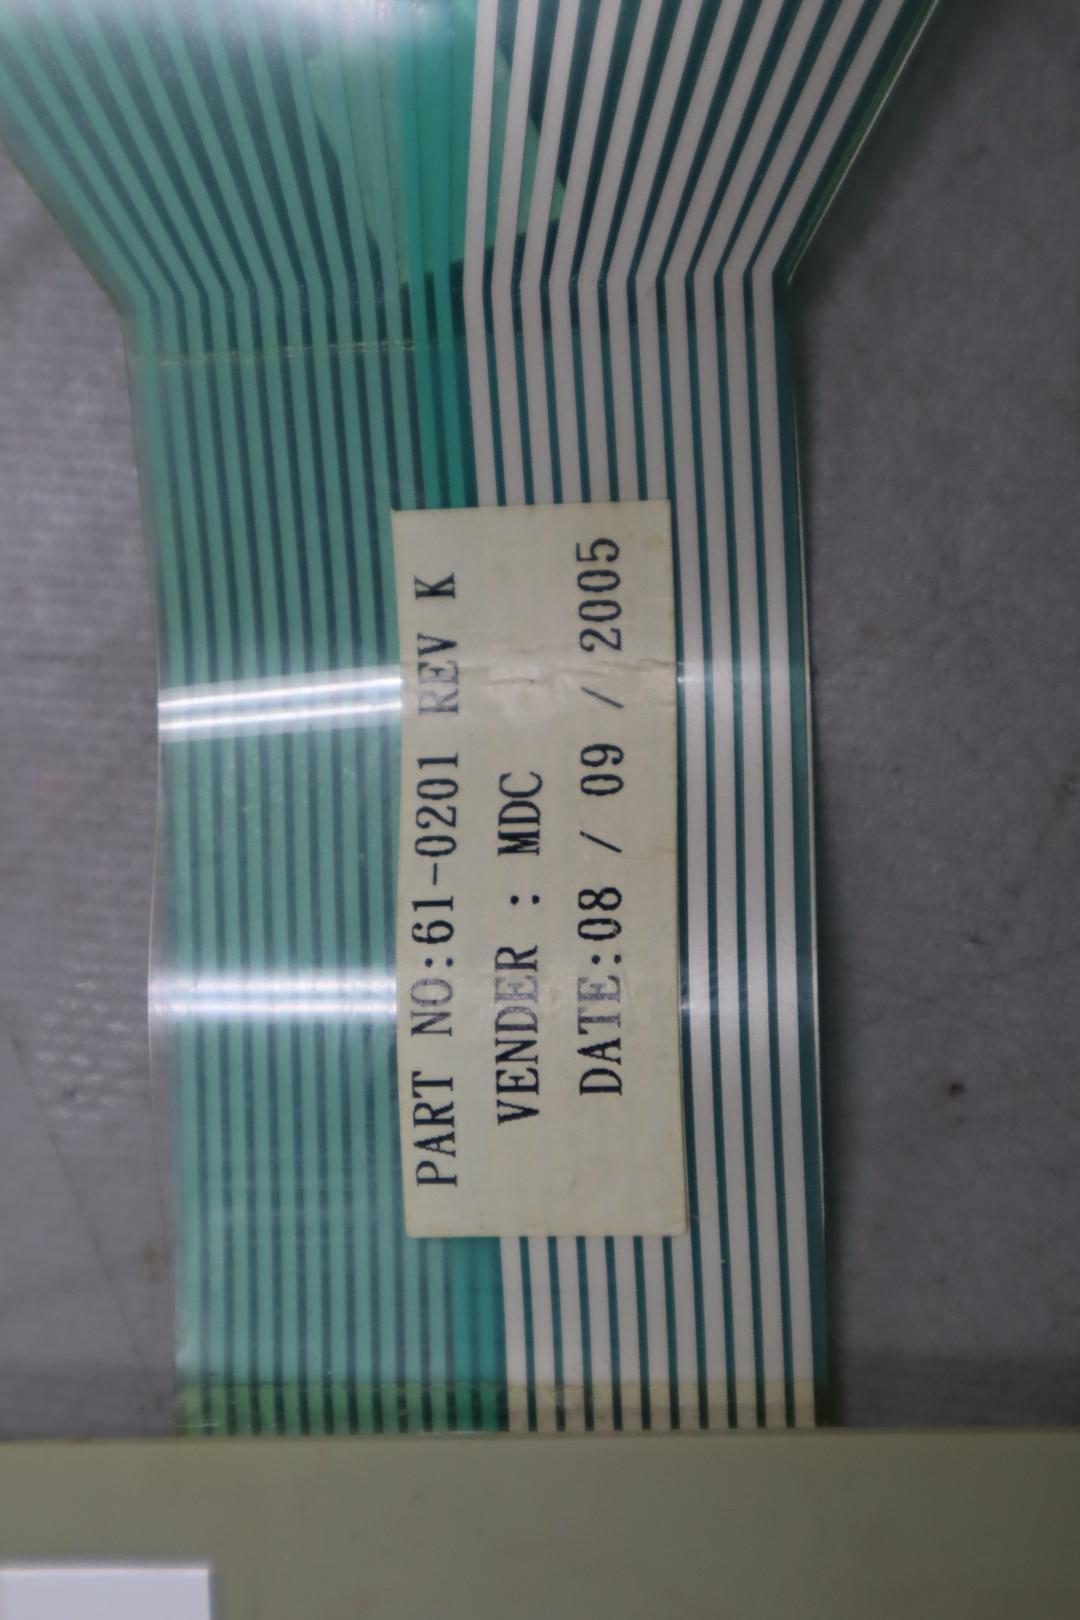 PART NO:61-0201 REV K
VENDER : MDC
DATE:08 / 09 / 2005